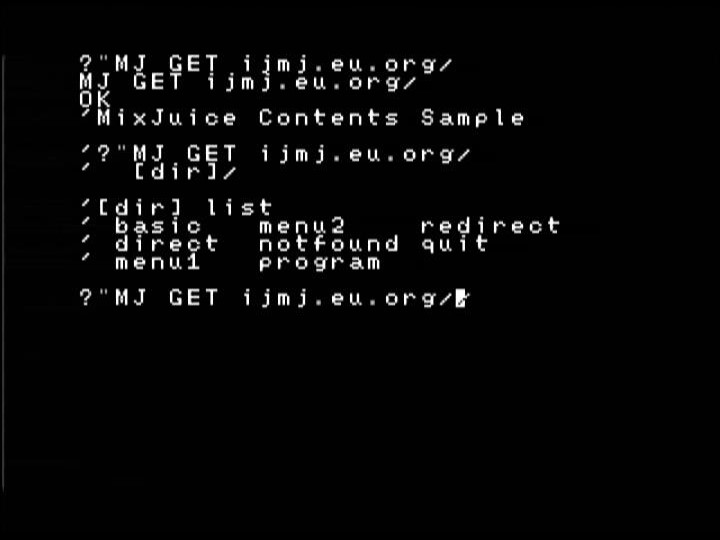 ?"MJ GET ijmj.eu.org/
MJ GET ijmj.eu.org/
OK
'MixJuice Contents Sample
'?"MJ GET ijmj.eu.org/
' [dir]/
'[dir] list
' basic menu2 redirect
' direct notfound quit
' menu1 program
?"MJ GET ijmj.eu.org/